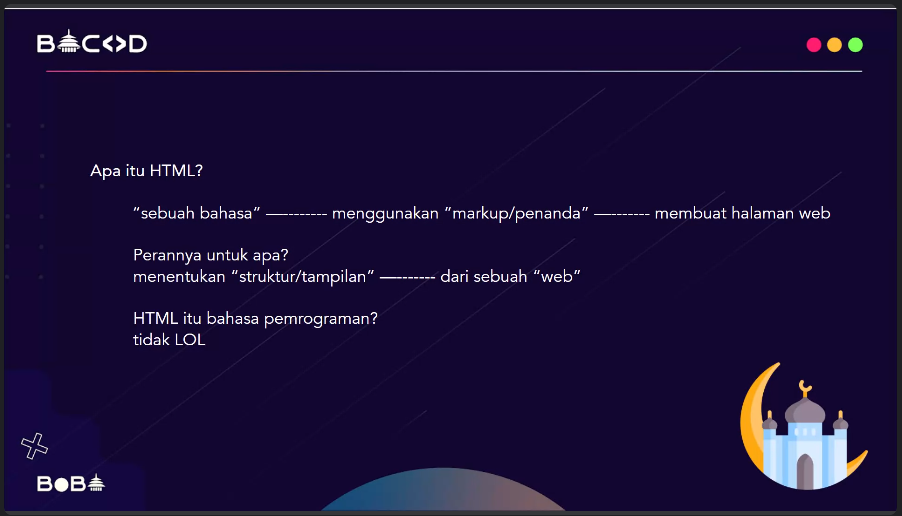 BACOD
Apa itu HTML?
“sebuah bahasa” ---------- menggunakan “markup/penanda” --------- membuat halaman web
Perannya untuk apa?
menentukan “struktur/tampilan” --------- dari sebuah “web”
HTML itu bahasa pemrograman?
tidak LOL
BOBA